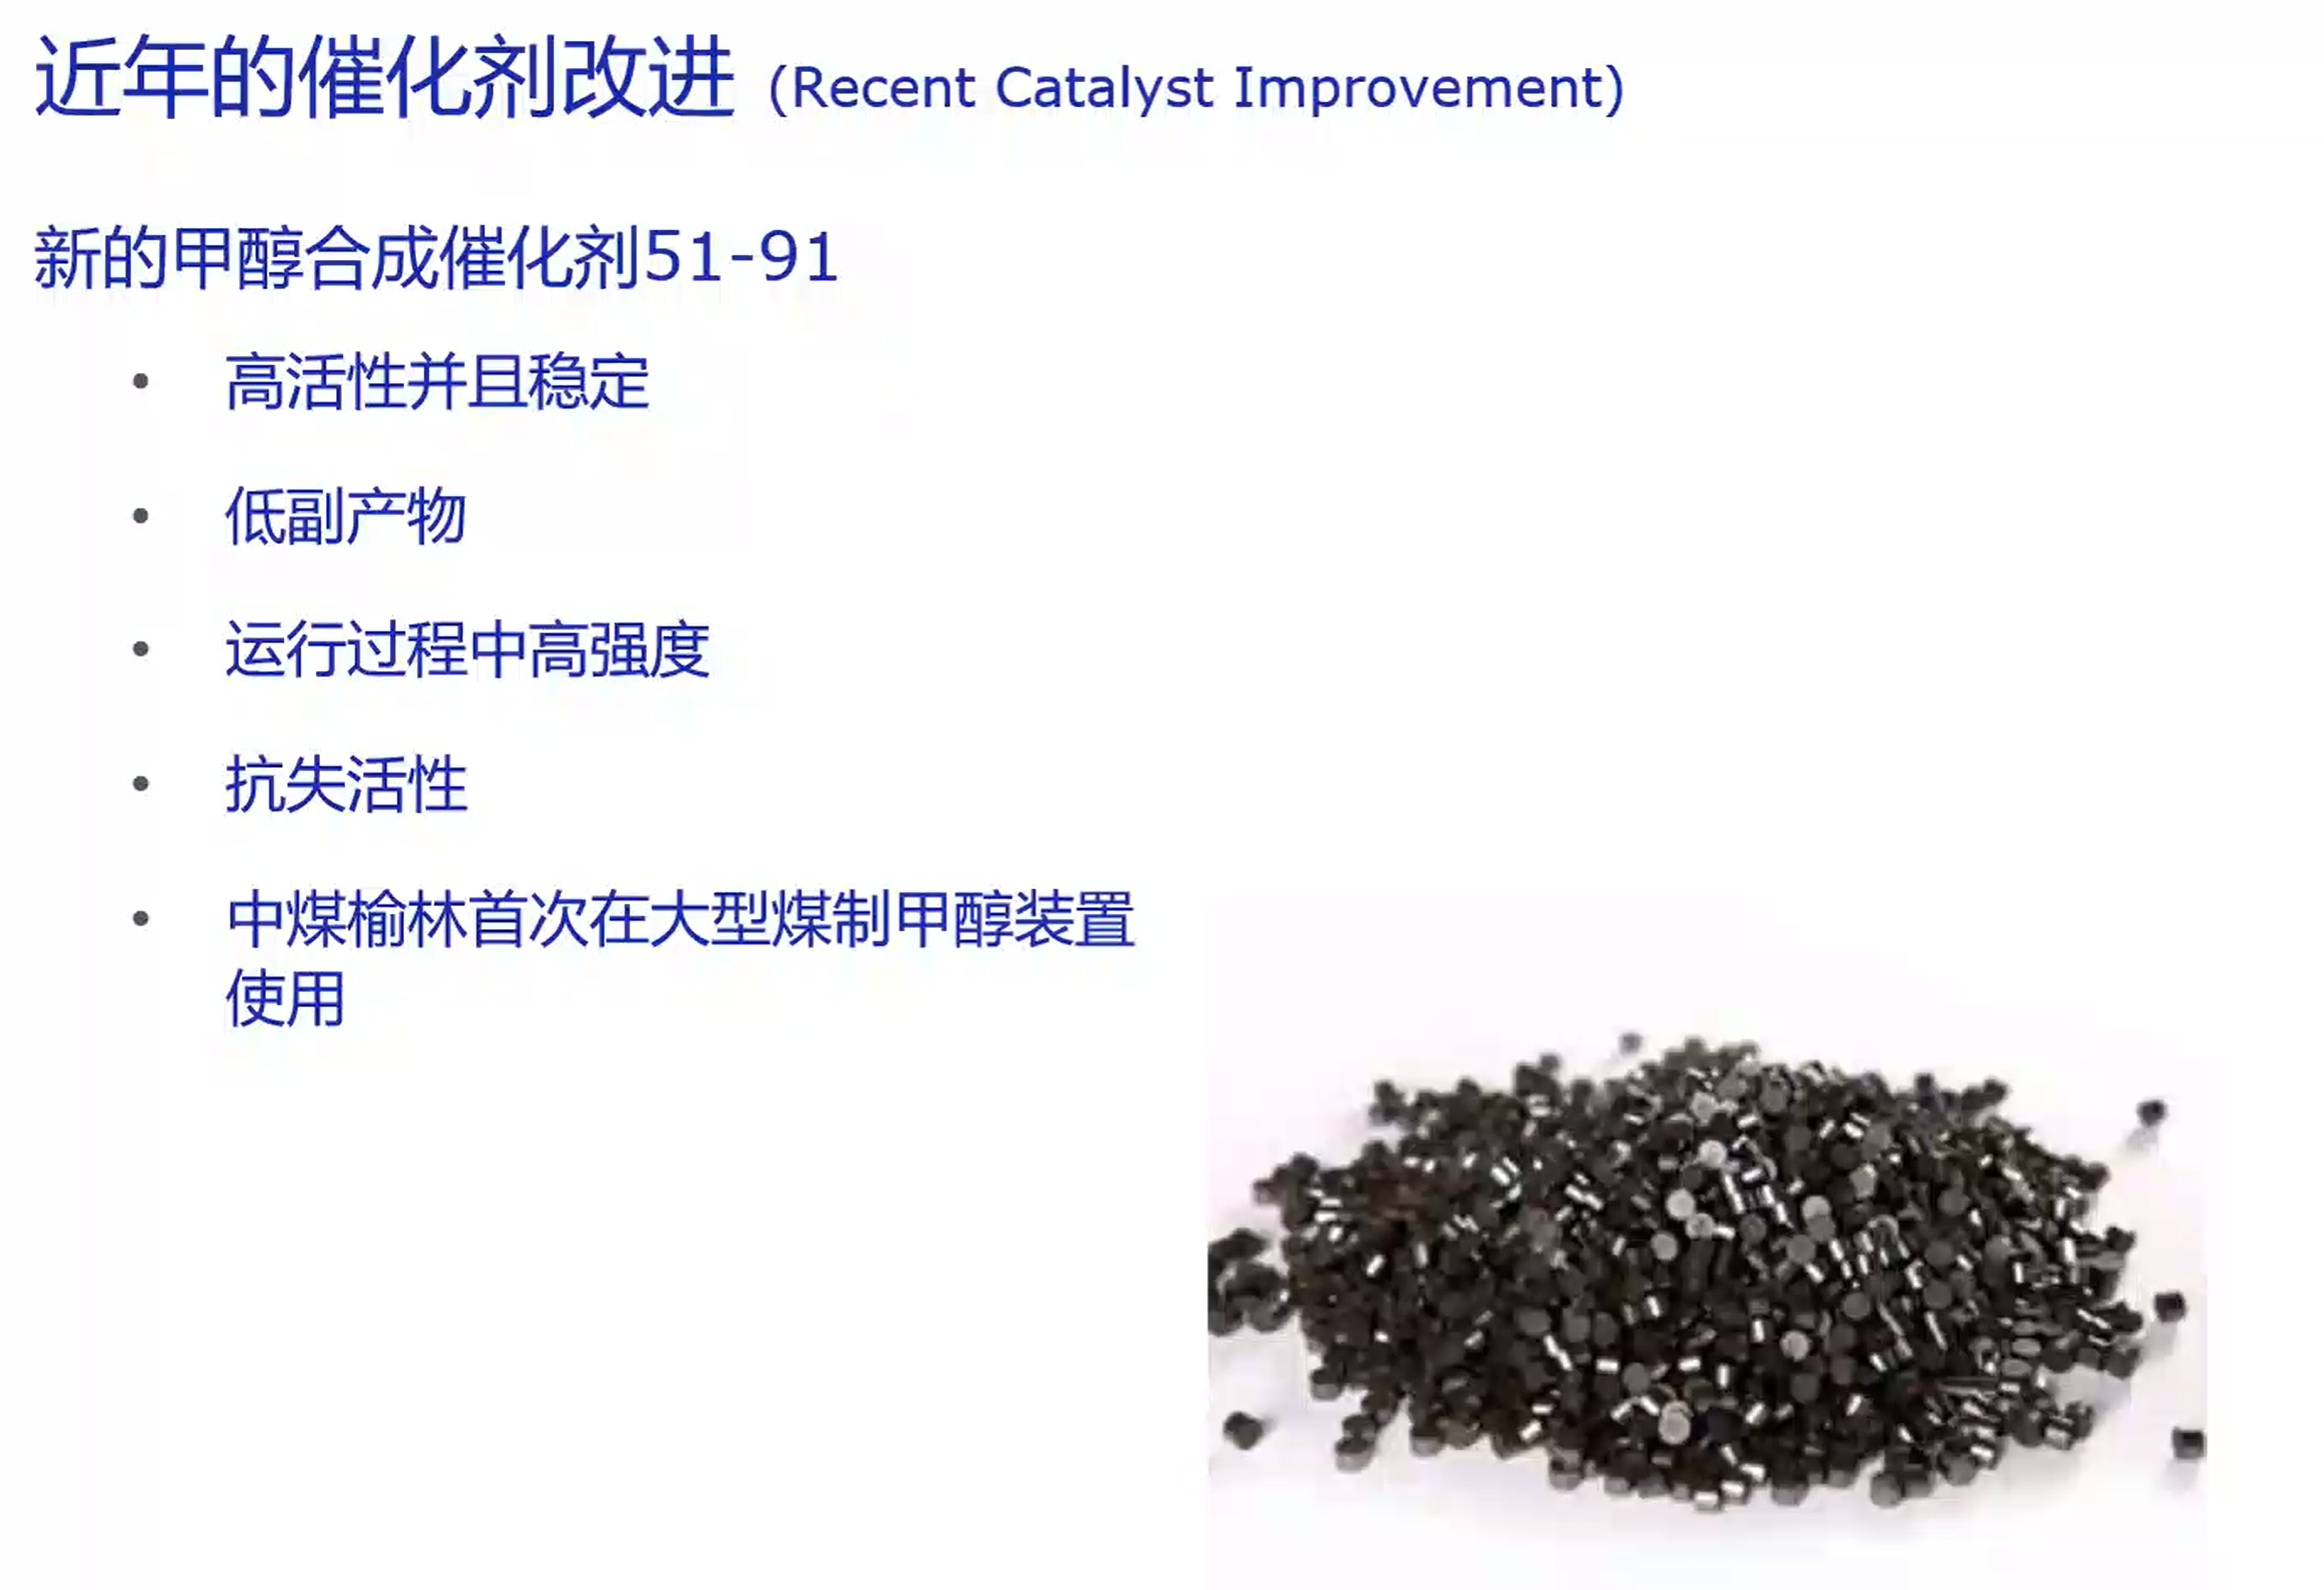 近年的催化剂改进 (Recent Catalyst Improvement)
新的甲醇合成催化剂51-91
• 高活性并且稳定
• 低副产物
• 运行过程中高强度
• 抗失活性
• 中煤榆林首次在大型煤制甲醇装置
使用